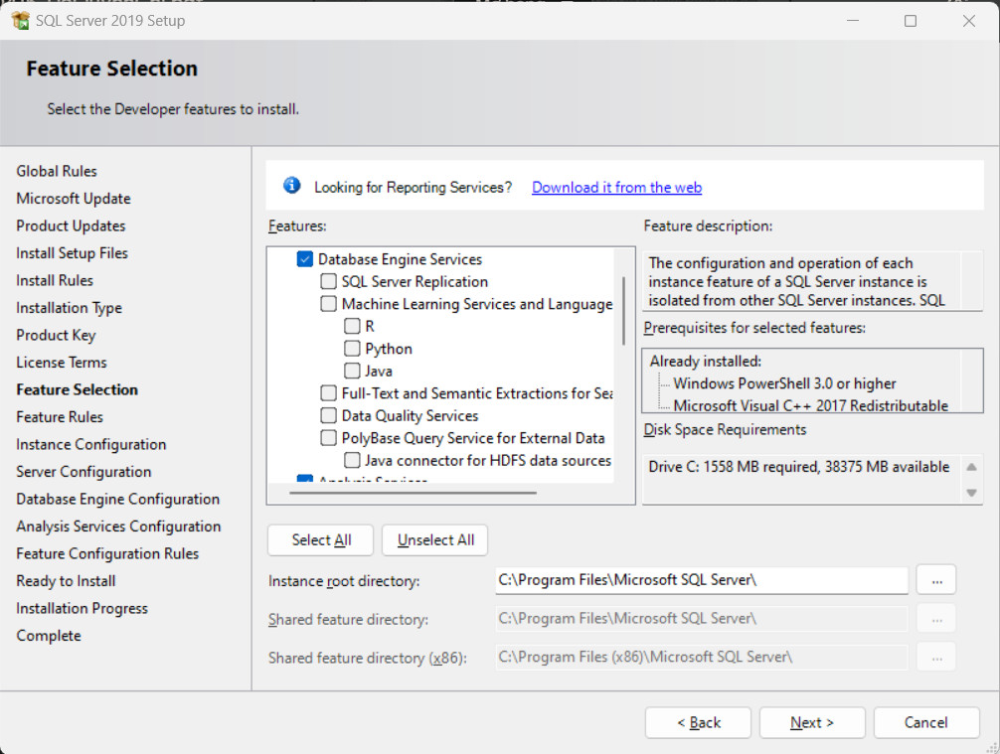 SQL Server 2019 Setup
Feature Selection
Select the Developer features to install.
Global Rules
Microsoft Update
Product Updates
Install Setup Files
Install Rules
Installation Type
Product Key
License Terms
Feature Selection
Feature Rules
Instance Configuration
Server Configuration
Database Engine Configuration
Analysis Services Configuration
Feature Configuration Rules
Ready to Install
Installation Progress
Complete
Looking for Reporting Services? Download it from the web
Features:
Database Engine Services
SQL Server Replication
Machine Learning Services and Language
R
Python
Java
Full-Text and Semantic Extractions for Sea
Data Quality Services
PolyBase Query Service for External Data
Java connector for HDFS data sources
Analysis Services
Feature description:
The configuration and operation of each
instance feature of a SQL Server instance is
isolated from other SQL Server instances. SQL
Prerequisites for selected features:
Already installed:
Windows PowerShell 3.0 or higher
Microsoft Visual C++ 2017 Redistributable
Disk Space Requirements
Drive C: 1558 MB required, 38375 MB available
Select All
Unselect All
Instance root directory: C:\Program Files\Microsoft SQL Server\ ...
Shared feature directory: C:\Program Files\Microsoft SQL Server\ ...
Shared feature directory (x86): C:\Program Files (x86)\Microsoft SQL Server\ ...
< Back
Next >
Cancel